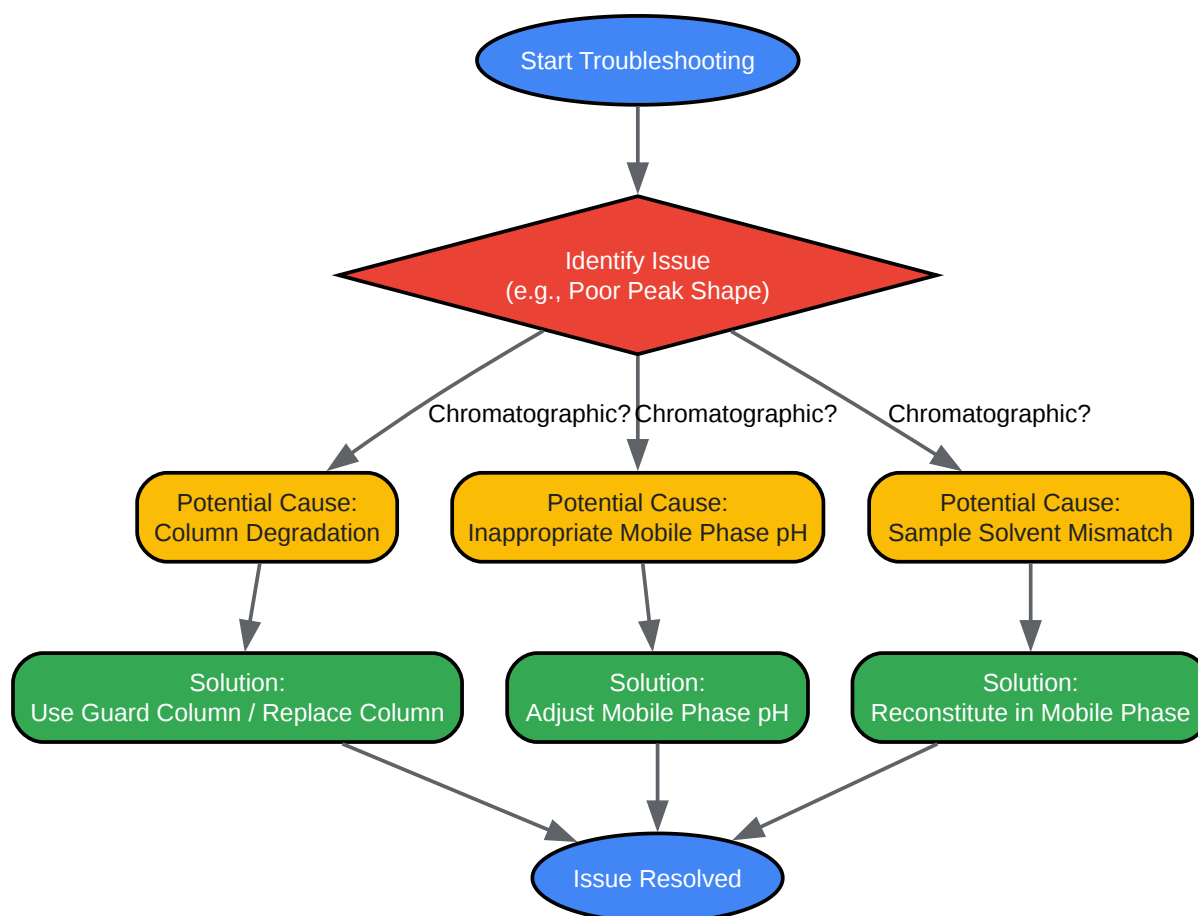 Start Troubleshooting
Identify Issue
(e.g., Poor Peak Shape)
Chromatographic?
Chromatographic?
Chromatographic?
Potential Cause:
Column Degradation
Potential Cause:
Inappropriate Mobile Phase pH
Potential Cause:
Sample Solvent Mismatch
Solution:
Use Guard Column / Replace Column
Solution:
Adjust Mobile Phase pH
Solution:
Reconstitute in Mobile Phase
Issue Resolved